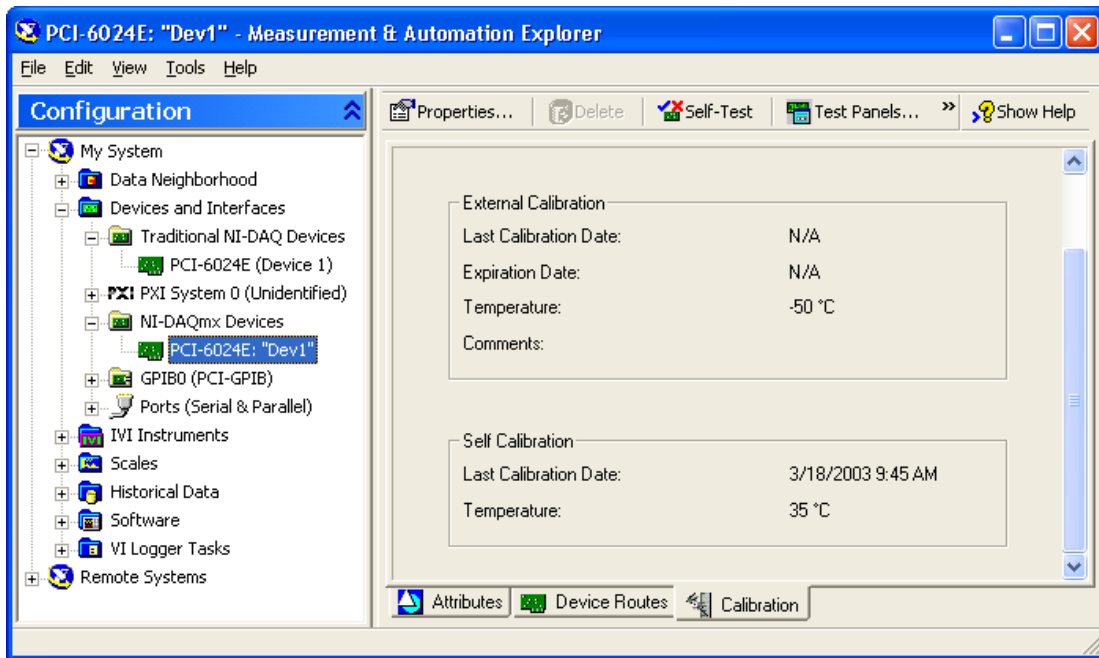 PCI-6024E: "Dev1" - Measurement & Automation Explorer
File Edit View Tools Help
Configuration
My System
Data Neighborhood
Devices and Interfaces
Traditional NI-DAQ Devices
PCI-6024E (Device 1)
PXI PXI System 0 (Unidentified)
NI-DAQmx Devices
PCI-6024E: "Dev1"
GPIB0 (PCI-GPIB)
Ports (Serial & Parallel)
IVI IVI Instruments
Scales
Historical Data
Software
VI Logger Tasks
Remote Systems
Properties... Delete Self-Test Test Panels... » Show Help
External Calibration
Last Calibration Date: N/A
Expiration Date: N/A
Temperature: -50 °C
Comments:
Self Calibration
Last Calibration Date: 3/18/2003 9:45 AM
Temperature: 35 °C
Attributes Device Routes Calibration